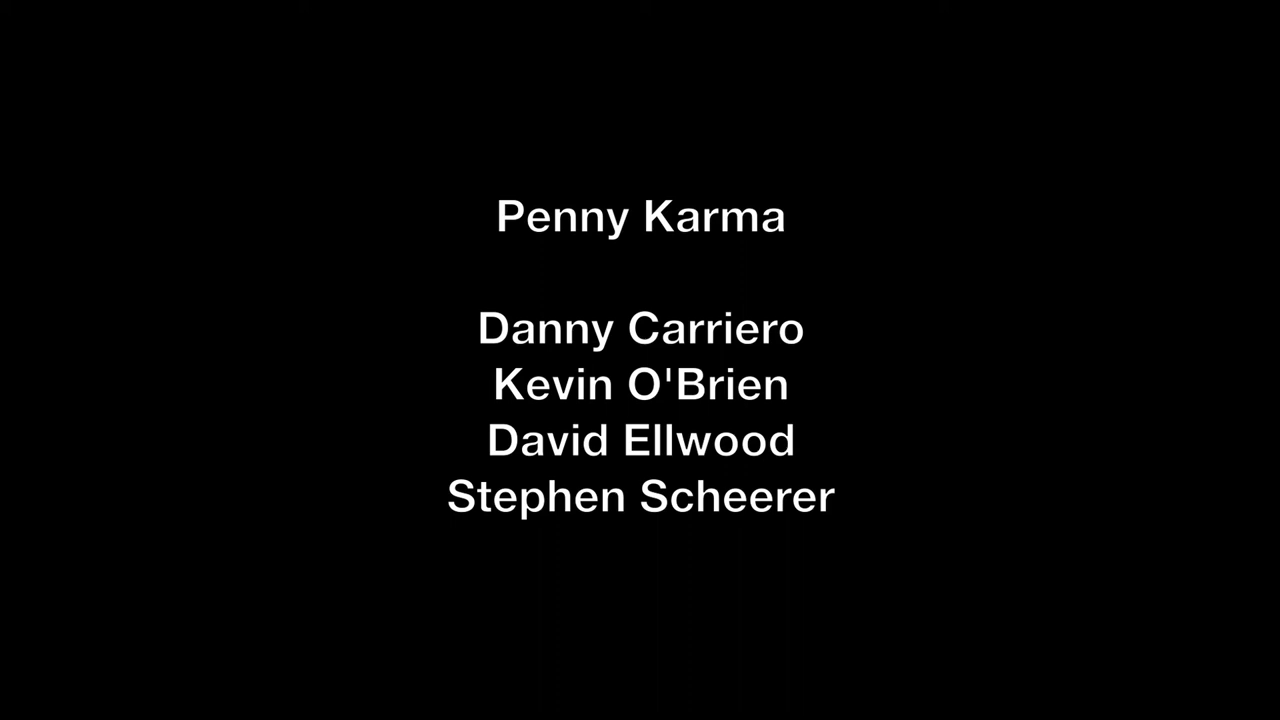 Penny Karma
Danny Carriero
Kevin O'Brien
David Ellwood
Stephen Scheerer